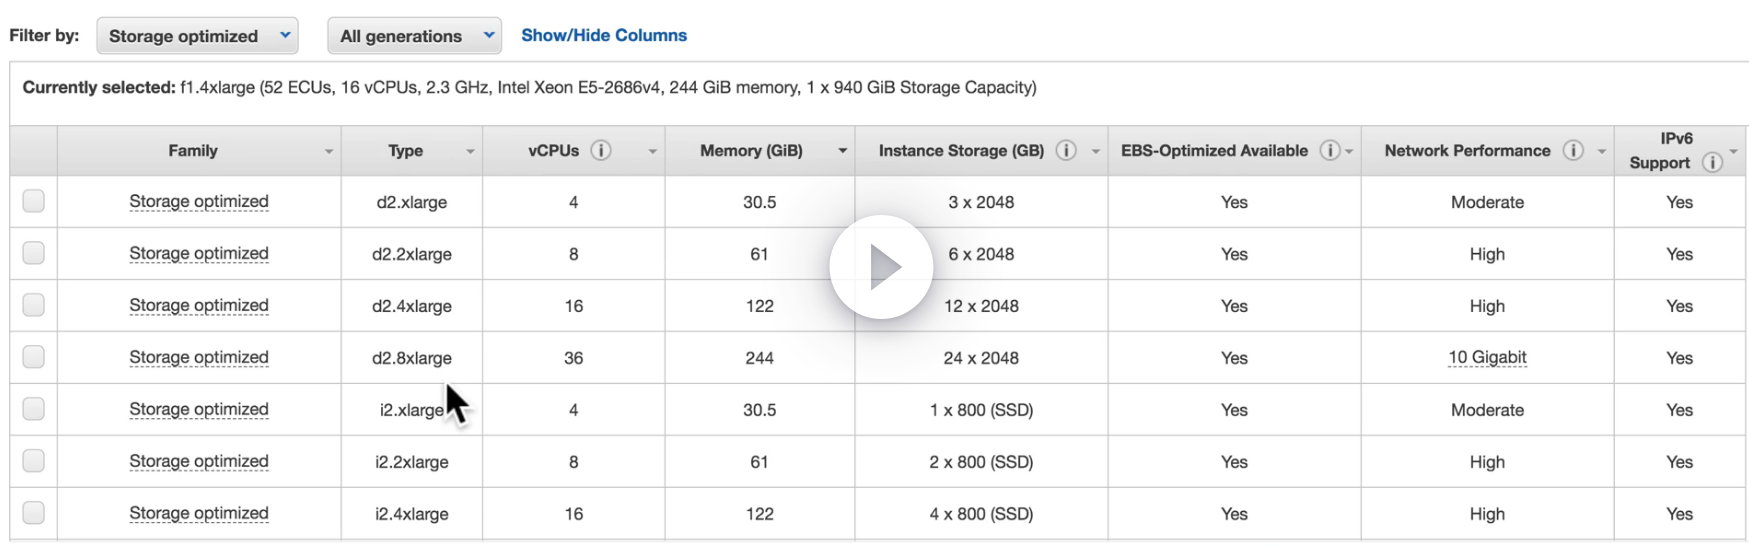 Filter by: Storage optimized All generations Show/Hide Columns
Currently selected: f1.4xlarge (52 ECUs, 16 vCPUs, 2.3 GHz, Intel Xeon E5-2686v4, 244 GiB memory, 1 x 940 GiB Storage Capacity)
Family Type vCPUs Memory (GiB) Instance Storage (GB) EBS-Optimized Available Network Performance IPv6 Support
Storage optimized d2.xlarge 4 30.5 3 x 2048 Yes Moderate Yes
Storage optimized d2.2xlarge 8 61 6 x 2048 Yes High Yes
Storage optimized d2.4xlarge 16 122 12 x 2048 Yes High Yes
Storage optimized d2.8xlarge 36 244 24 x 2048 Yes 10 Gigabit Yes
Storage optimized i2.xlarge 4 30.5 1 x 800 (SSD) Yes Moderate Yes
Storage optimized i2.2xlarge 8 61 2 x 800 (SSD) Yes High Yes
Storage optimized i2.4xlarge 16 122 4 x 800 (SSD) Yes High Yes